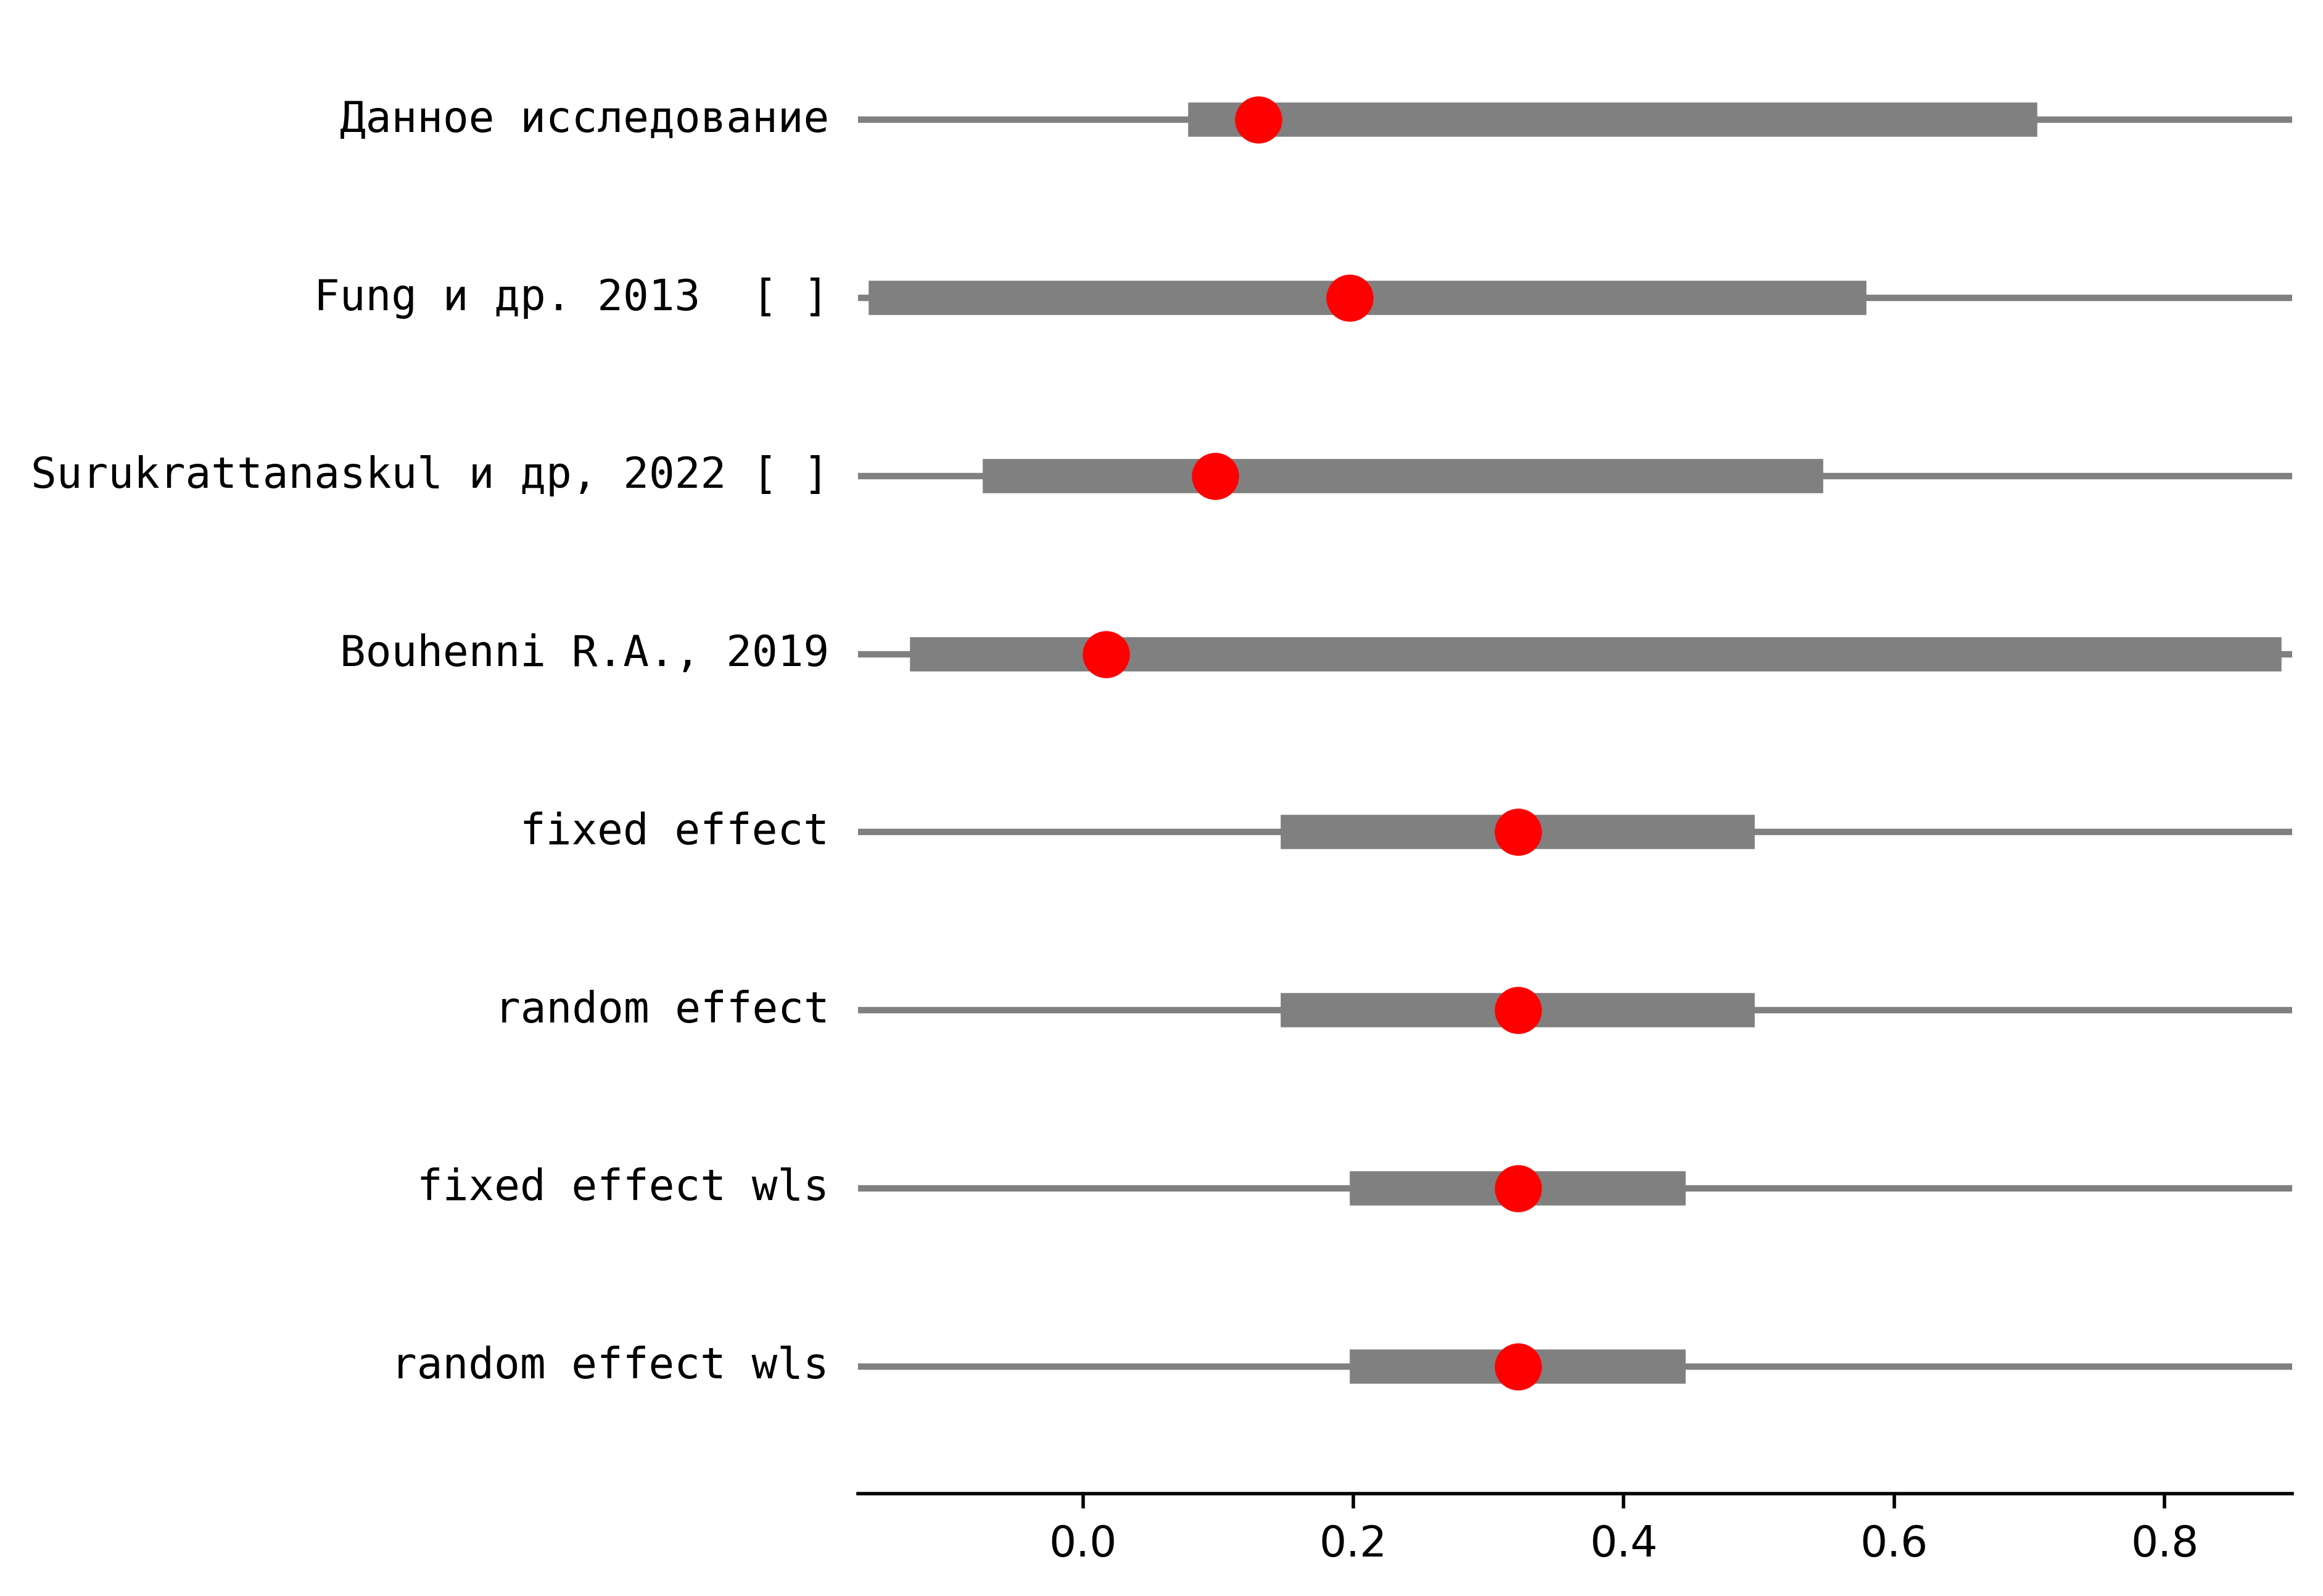 Данное исследование
Fung и др. 2013  [ ]
Surukrattanaskul и др, 2022 [ ]
Bouhenni R.A., 2019
fixed effect
random effect
fixed effect wls
random effect wls
0.0 0.2 0.4 0.6 0.8